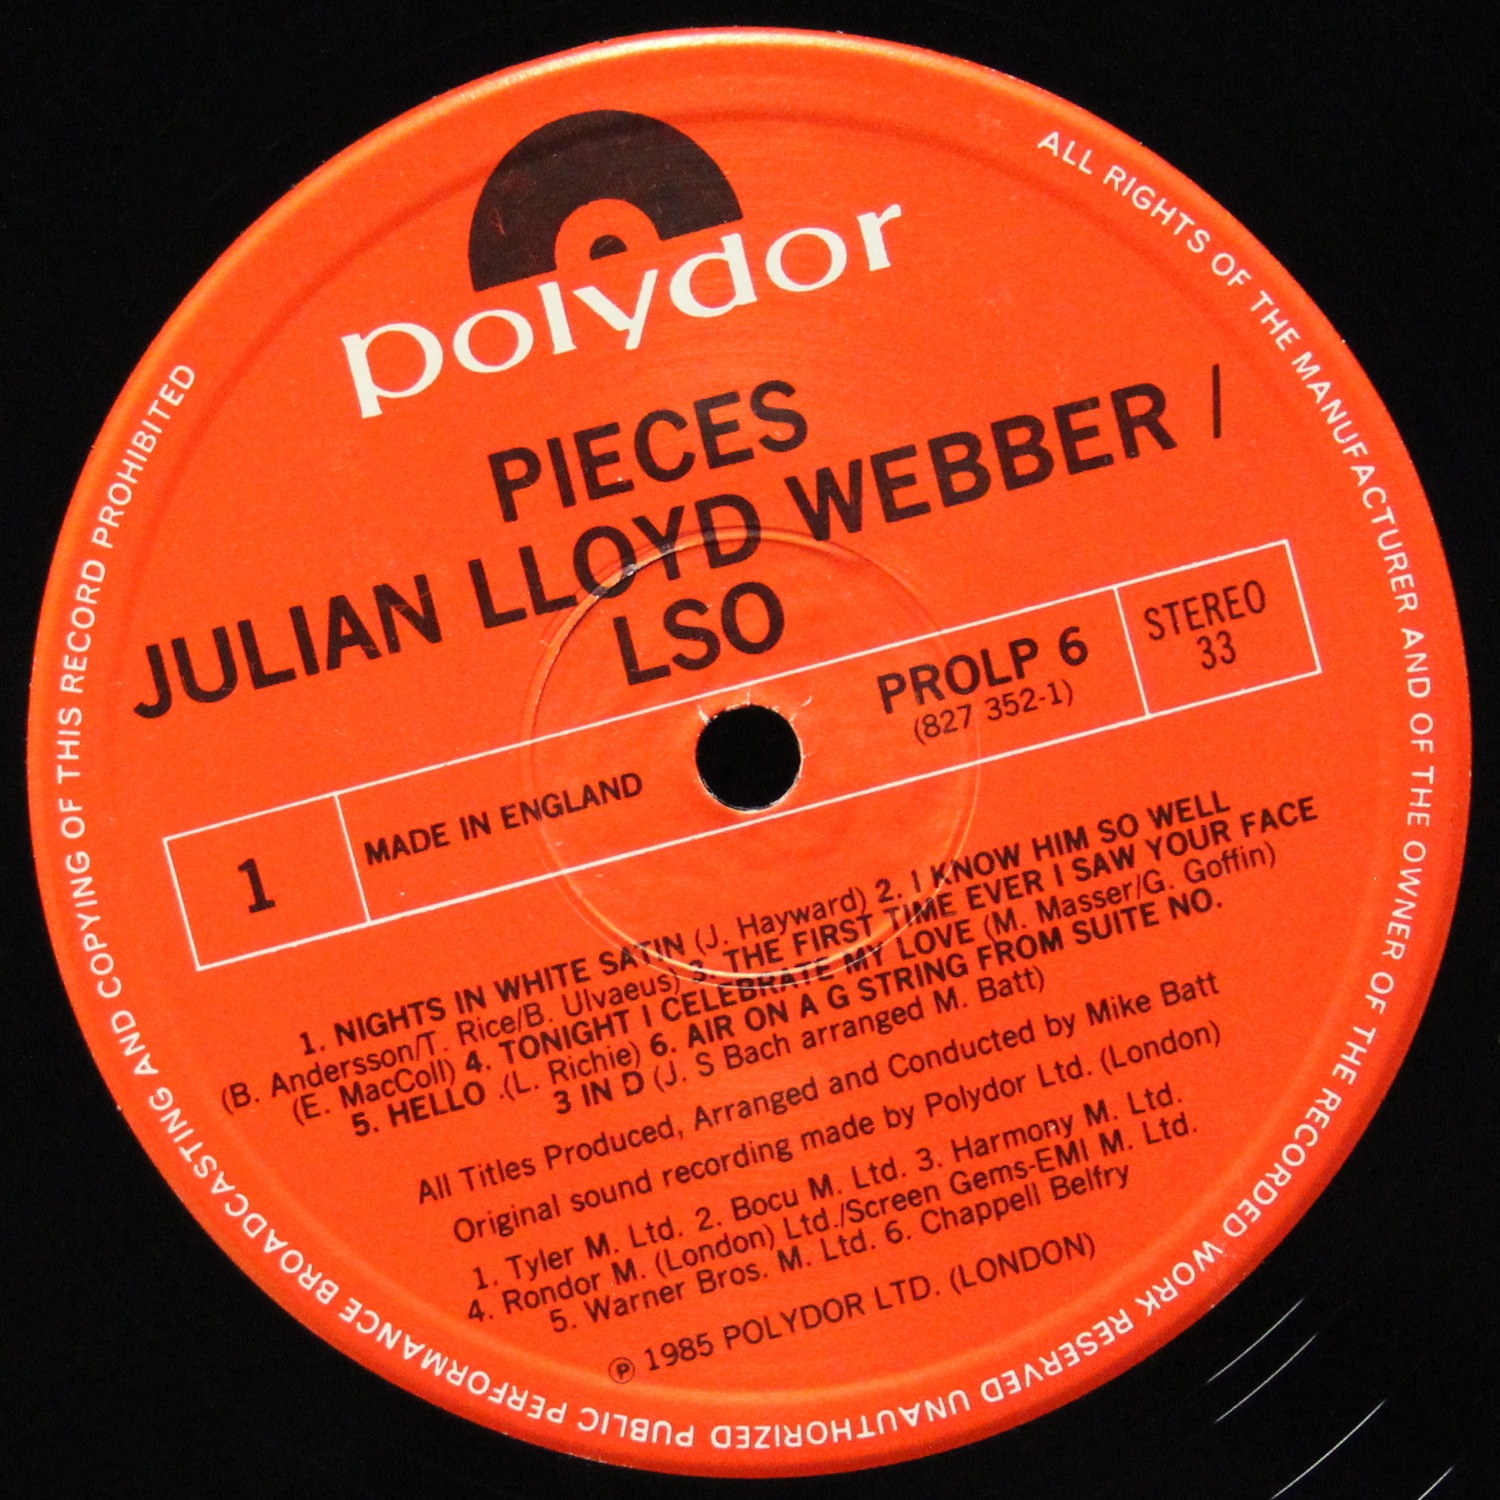 polydor
PIECES
JULIAN LLOYD WEBBER /
LSO
1
MADE IN ENGLAND
PROLP 6
(827 352-1)
STEREO
33
1. NIGHTS IN WHITE SATIN (J. Hayward) 2. I KNOW HIM SO WELL
(B. Andersson/T. Rice/B. Ulvaeus) 3. THE FIRST TIME EVER I SAW YOUR FACE
(E. MacColl) 4. TONIGHT I CELEBRATE MY LOVE (M. Masser/G. Goffin)
5. HELLO .(L. Richie) 6. AIR ON A G STRING FROM SUITE NO.
3 IN D (J. S Bach arranged M. Batt)
All Titles Produced, Arranged and Conducted by Mike Batt
Original sound recording made by Polydor Ltd. (London)
1. Tyler M. Ltd. 2. Bocu M. Ltd. 3. Harmony M. Ltd.
4. Rondor M. (London) Ltd./Screen Gems-EMI M. Ltd.
5. Warner Bros. M. Ltd. 6. Chappell Belfry
℗ 1985 POLYDOR LTD. (LONDON)
ALL RIGHTS OF THE MANUFACTURER AND OF THE OWNER OF THE RECORDED WORK RESERVED UNAUTHORIZED PUBLIC PERFORMANCE BROADCASTING AND COPYING OF THIS RECORD PROHIBITED